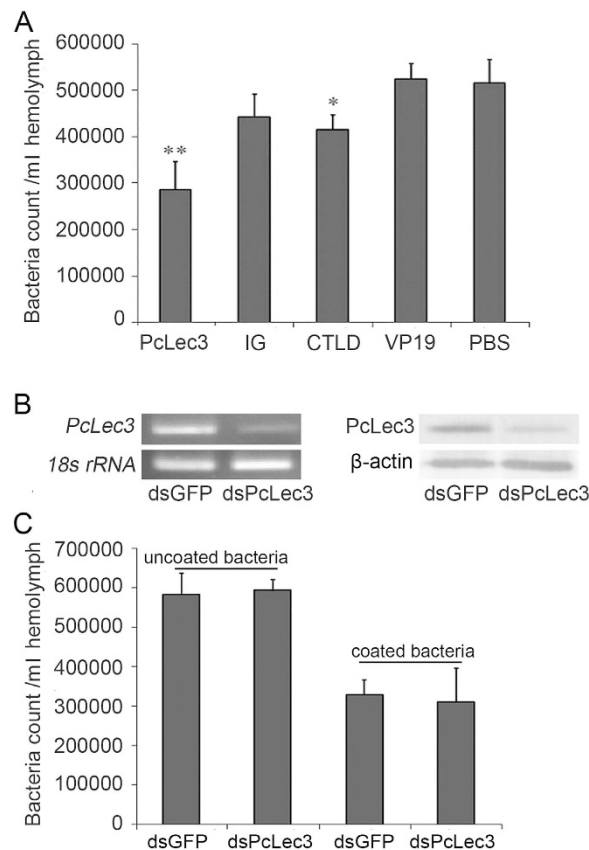 A
Bacteria count /ml hemolymph
600000
500000
400000
300000
200000
100000
0
**
*
PcLec3 IG CTLD VP19 PBS
B
PcLec3
18s rRNA
dsGFP dsPcLec3
PcLec3
β-actin
dsGFP dsPcLec3
C
Bacteria count /ml hemolymph
700000
600000
500000
400000
300000
200000
100000
0
uncoated bacteria
coated bacteria
dsGFP dsPcLec3 dsGFP dsPcLec3